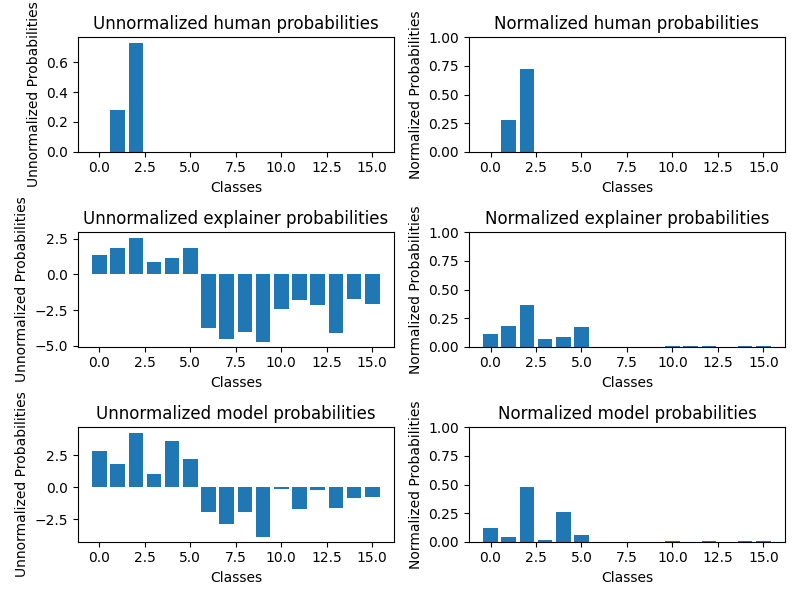 Unnormalized human probabilities
Unnormalized Probabilities
0.6
0.4
0.2
0.0
0.0 2.5 5.0 7.5 10.0 12.5 15.0
Classes
Normalized human probabilities
Normalized Probabilities
1.00
0.75
0.50
0.25
0.00
0.0 2.5 5.0 7.5 10.0 12.5 15.0
Classes
Unnormalized explainer probabilities
Unnormalized Probabilities
2.5
0.0
−2.5
−5.0
0.0 2.5 5.0 7.5 10.0 12.5 15.0
Classes
Normalized explainer probabilities
Normalized Probabilities
1.00
0.75
0.50
0.25
0.00
0.0 2.5 5.0 7.5 10.0 12.5 15.0
Classes
Unnormalized model probabilities
Unnormalized Probabilities
2.5
0.0
−2.5
0.0 2.5 5.0 7.5 10.0 12.5 15.0
Classes
Normalized model probabilities
Normalized Probabilities
1.00
0.75
0.50
0.25
0.00
0.0 2.5 5.0 7.5 10.0 12.5 15.0
Classes